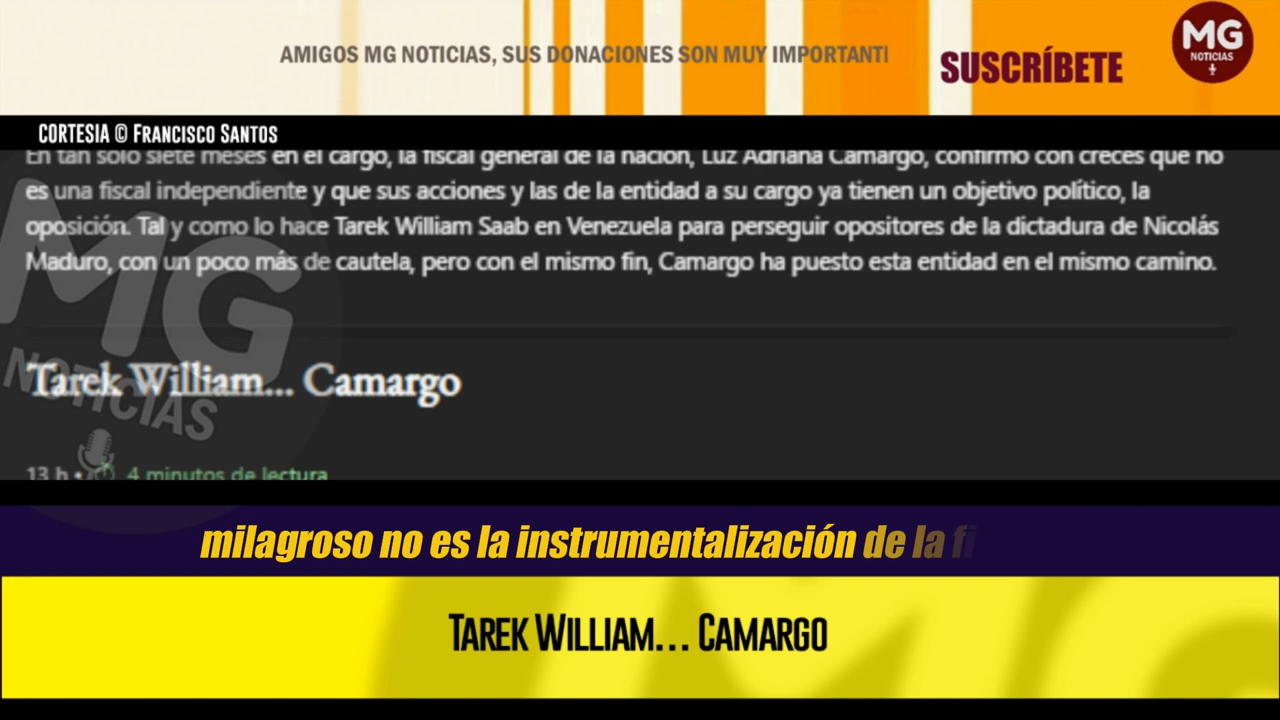 AMIGOS MG NOTICIAS, SUS DONACIONES SON MUY IMPORTANTI
SUSCRÍBETE
MG
NOTICIAS
CORTESIA © FRANCISCO SANTOS
En tan solo siete meses en el cargo, la fiscal general de la nación, Luz Adriana Camargo, confirmó con creces que no
es una fiscal independiente y que sus acciones y las de la entidad a su cargo ya tienen un objetivo político, la
oposición. Tal y como lo hace Tarek William Saab en Venezuela para perseguir opositores de la dictadura de Nicolás
Maduro, con un poco más de cautela, pero con el mismo fin, Camargo ha puesto esta entidad en el mismo camino.
MG
NOTICIAS
Tarek William... Camargo
13 h • 4 minutos de lectura
milagroso no es la instrumentalización de la fi
TAREK WILLIAM... CAMARGO